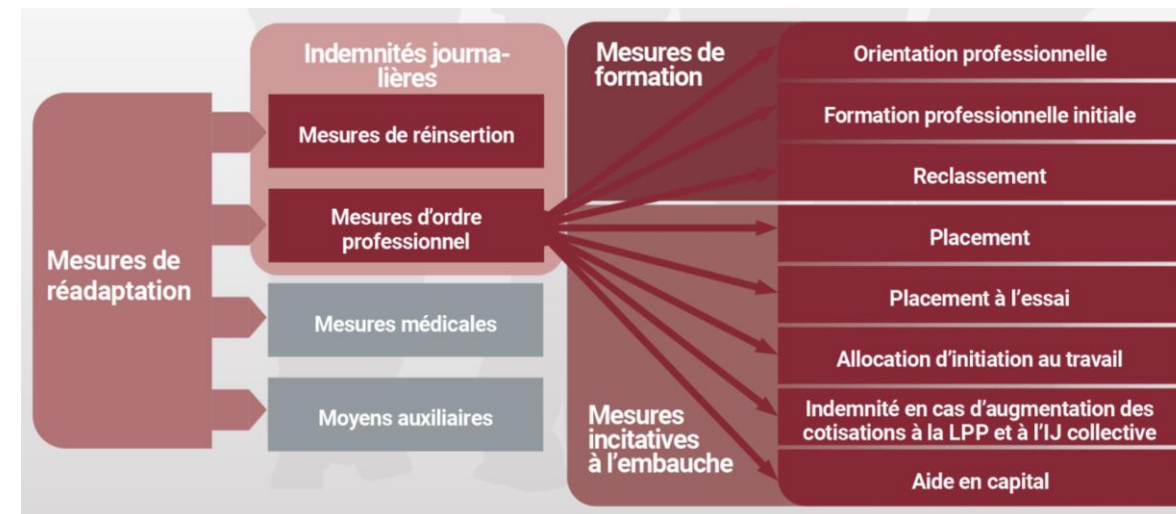 Mesures de
réadaptation
Indemnités journa-
lières
Mesures de réinsertion
Mesures d’ordre
professionnel
Mesures médicales
Moyens auxiliaires
Mesures de
formation
Orientation professionnelle
Formation professionnelle initiale
Reclassement
Mesures
incitatives
à l’embauche
Placement
Placement à l’essai
Allocation d’initiation au travail
Indemnité en cas d’augmentation des
cotisations à la LPP et à l’IJ collective
Aide en capital